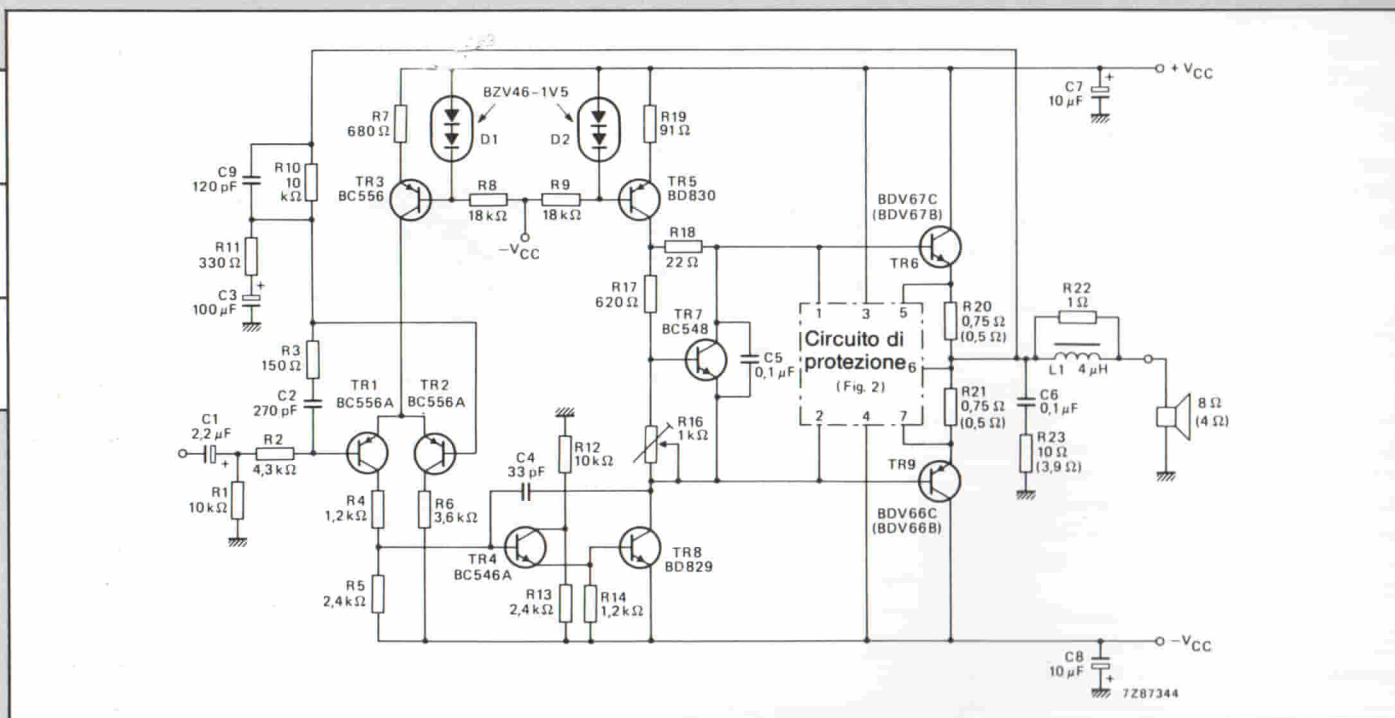 BZV46-1V5
+ VCC
C7
10 µF
R7
680 Ω
D1
D2
R19
91 Ω
C9
120 pF
R10
10
kΩ
TR3
BC556
R8
18 kΩ
R9
18 kΩ
TR5
BD830
-VCC
R18
22 Ω
BDV67C
(BDV67B)
TR6
R11
330 Ω
C3
+
100 µF
R17
620 Ω
TR7
BC548
C5
0,1 µF
1
3
5
Circuito di
protezione
6
(Fig. 2)
2
4
7
R20
0,75 Ω
(0,5 Ω)
R21
0,75 Ω
(0,5 Ω)
R22
1 Ω
L1
4 µH
8 Ω
(4 Ω)
C6
0,1 µF
R23
10 Ω
(3,9 Ω)
R3
150 Ω
C2
270 pF
TR1
BC556A
TR2
BC556A
C1
2,2 µF
+
R2
4,3 kΩ
R1
10 kΩ
R4
1,2 kΩ
R6
3,6 kΩ
C4
33 pF
R12
10 kΩ
R16
1 kΩ
TR9
BDV66C
(BDV66B)
TR4
BC546A
TR8
BD829
R5
2,4 kΩ
R13
2,4 kΩ
R14
1,2 kΩ
-VCC
C8
10 µF
+
7Z87344